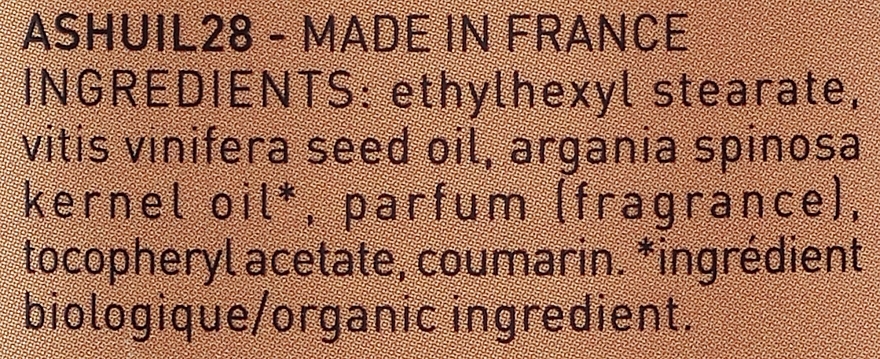 ASHUIL28 - MADE IN FRANCE
INGREDIENTS: ethylhexyl stearate,
vitis vinifera seed oil, argania spinosa
kernel oil*, parfum (fragrance),
tocopheryl acetate, coumarin. *ingrédient
biologique/organic ingredient.